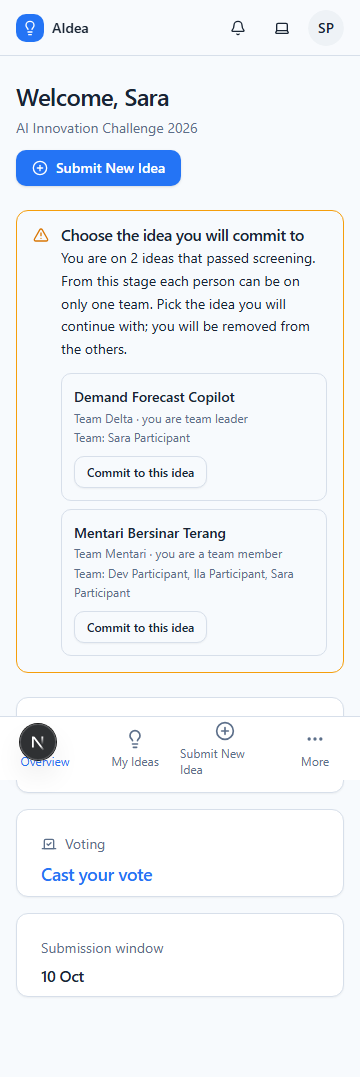 AIdea
SP
Welcome, Sara
AI Innovation Challenge 2026
Submit New Idea
Choose the idea you will commit to
You are on 2 ideas that passed screening.
From this stage each person can be on
only one team. Pick the idea you will
continue with; you will be removed from
the others.
Demand Forecast Copilot
Team Delta · you are team leader
Team: Sara Participant
Commit to this idea
Mentari Bersinar Terang
Team Mentari · you are a team member
Team: Dev Participant, Ila Participant, Sara
Participant
Commit to this idea
N
Overview
My Ideas
Submit New
Idea
More
Voting
Cast your vote
Submission window
10 Oct